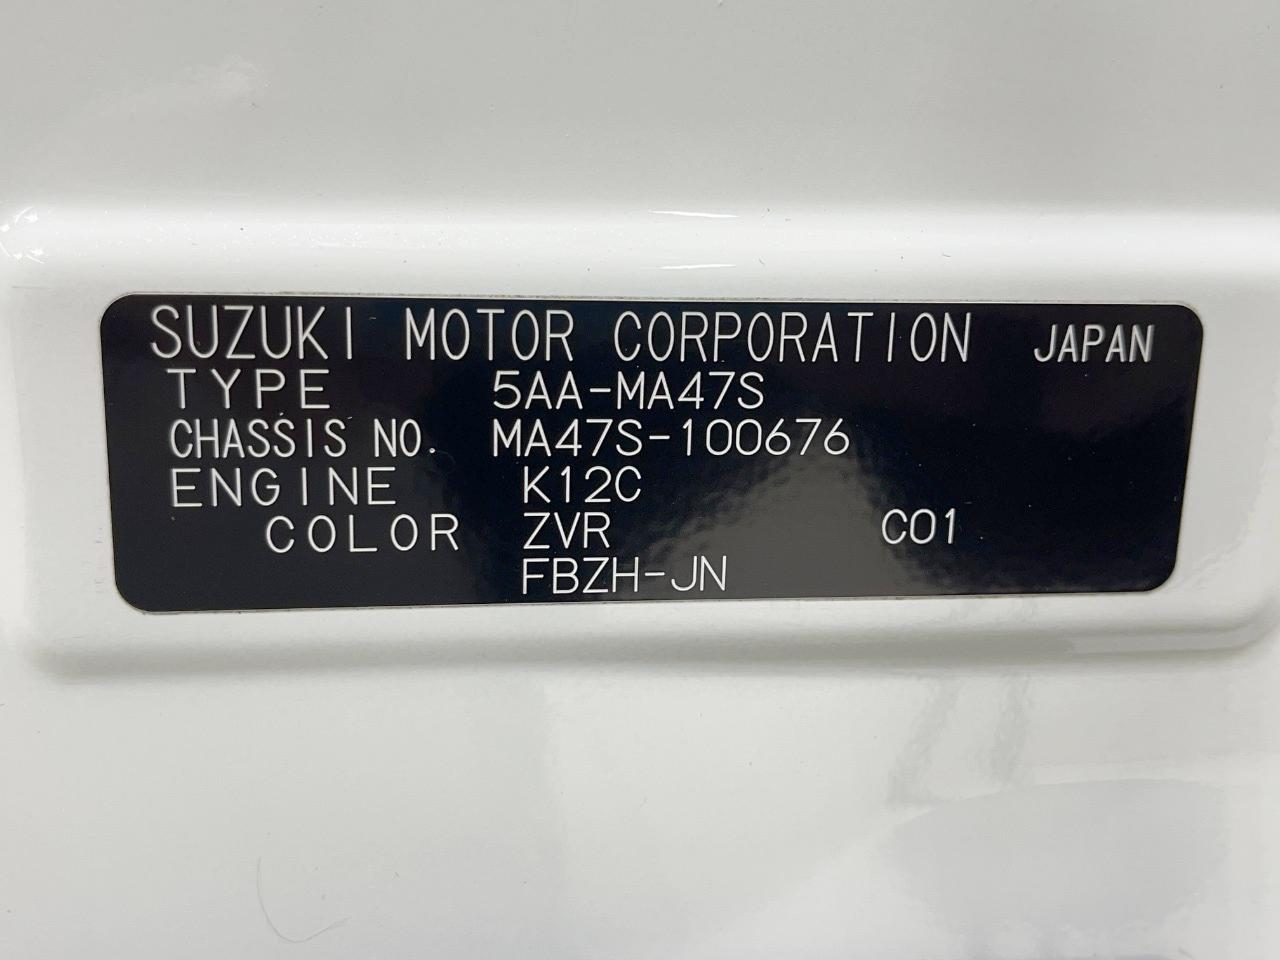 SUZUKI MOTOR CORPORATION JAPAN
TYPE 5AA-MA47S
CHASSIS NO. MA47S-100676
ENGINE K12C
COLOR ZVR C01
FBZH-JN